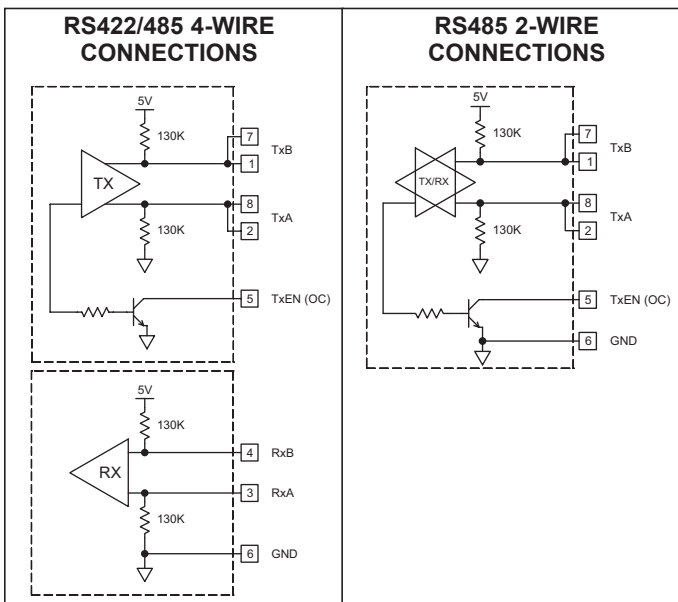 RS422/485 4-WIRE
CONNECTIONS
5V
130K
7
TxB
1
TX
8
TxA
2
130K
5 TxEN (OC)
5V
130K
4 RxB
RX
3 RxA
130K
6 GND
RS485 2-WIRE
CONNECTIONS
5V
130K
7
TxB
1
TX/RX
8
TxA
2
130K
5 TxEN (OC)
6 GND